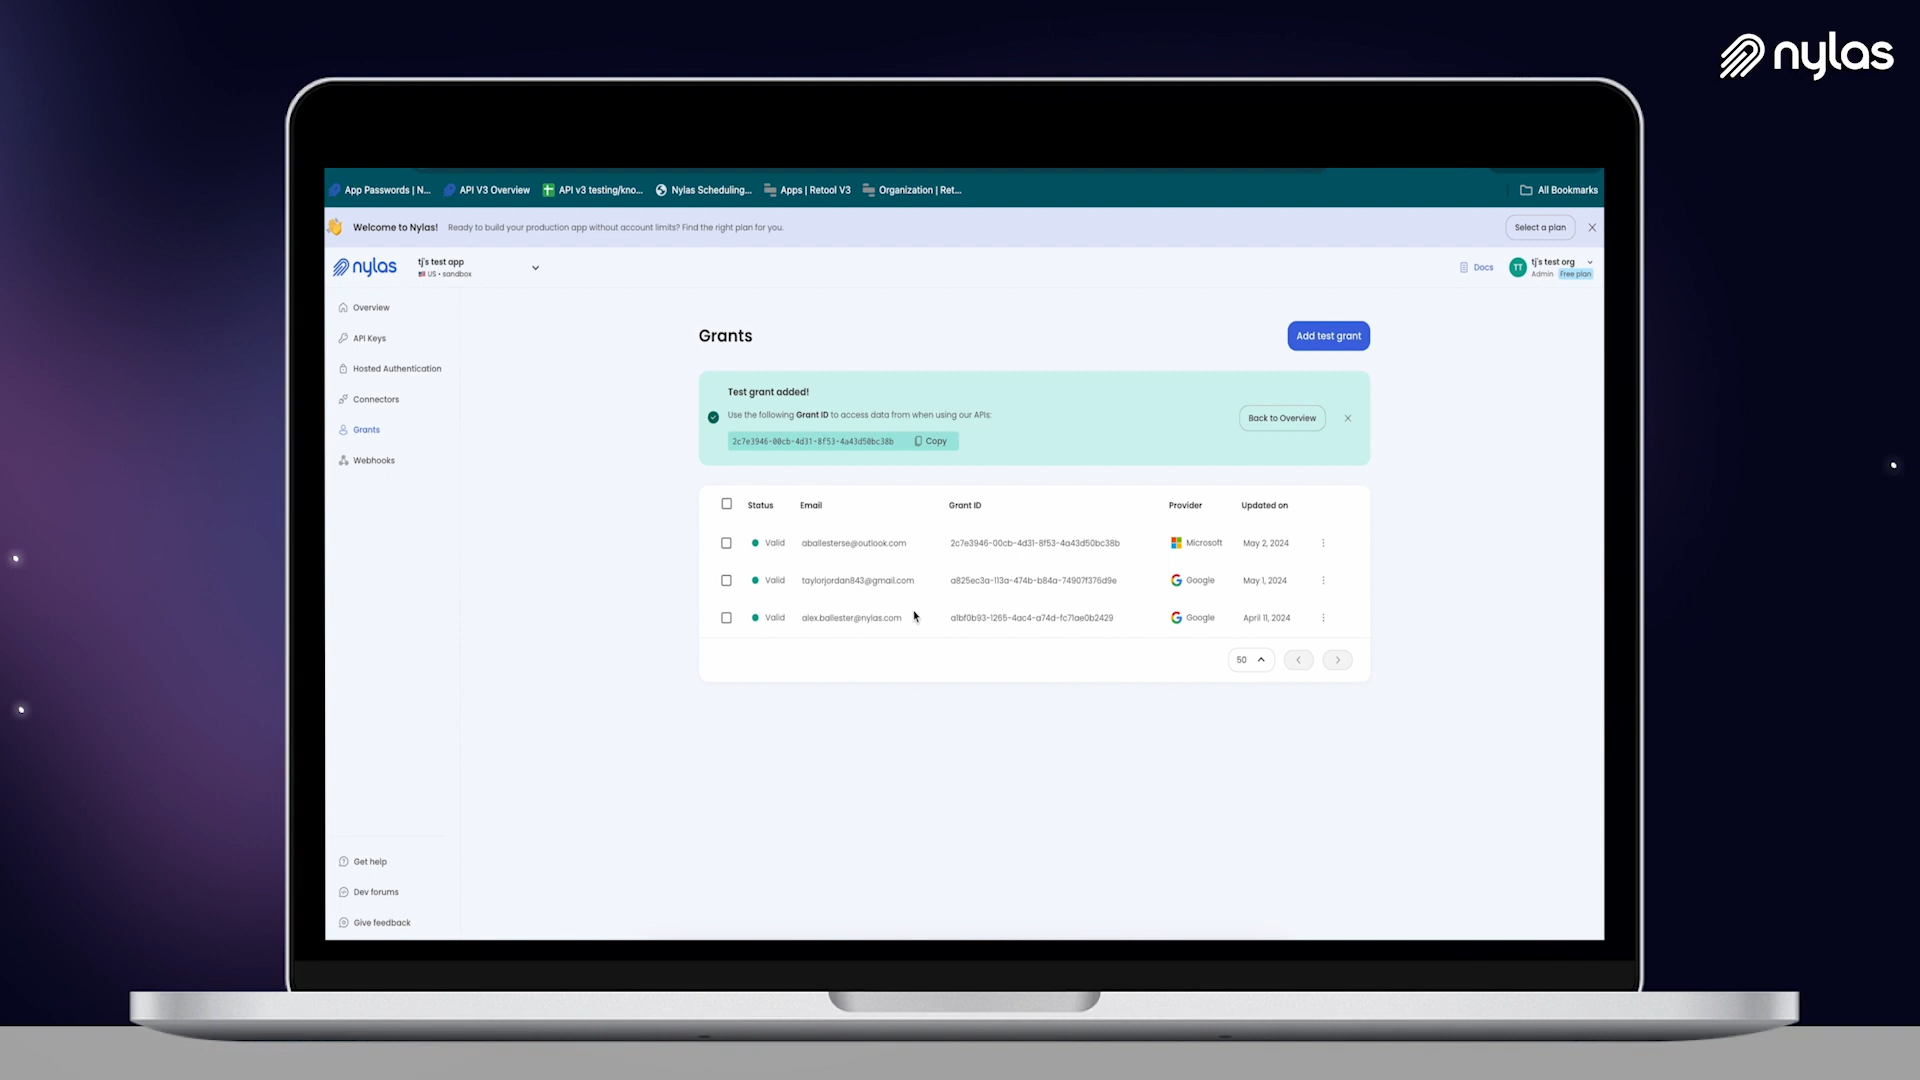 nylas
App Passwords | N...
API V3 Overview
API v3 testing/kno...
Nylas Scheduling...
Apps | Retool V3
Organization | Ret...
All Bookmarks
Welcome to Nylas! Ready to build your production app without account limits? Find the right plan for you.
Select a plan
nylas
tj's test app
US • sandbox
Docs
TT
tj's test org
Admin Free plan
Overview
API Keys
Hosted Authentication
Connectors
Grants
Webhooks
Get help
Dev forums
Give feedback
Grants
Add test grant
Test grant added!
Use the following Grant ID to access data from when using our APIs:
2c7e3946-00cb-4d31-8f53-4a43d50bc38b Copy
Back to Overview
Status Email Grant ID Provider Updated on
Valid aballesterse@outlook.com 2c7e3946-00cb-4d31-8f53-4a43d50bc38b Microsoft May 2, 2024
Valid taylorjordan843@gmail.com a825ec3a-113a-474b-b84a-74907f376d9e Google May 1, 2024
Valid alex.ballester@nylas.com a1bf0b93-1265-4ac4-a74d-fc71ae0b2429 Google April 11, 2024
50